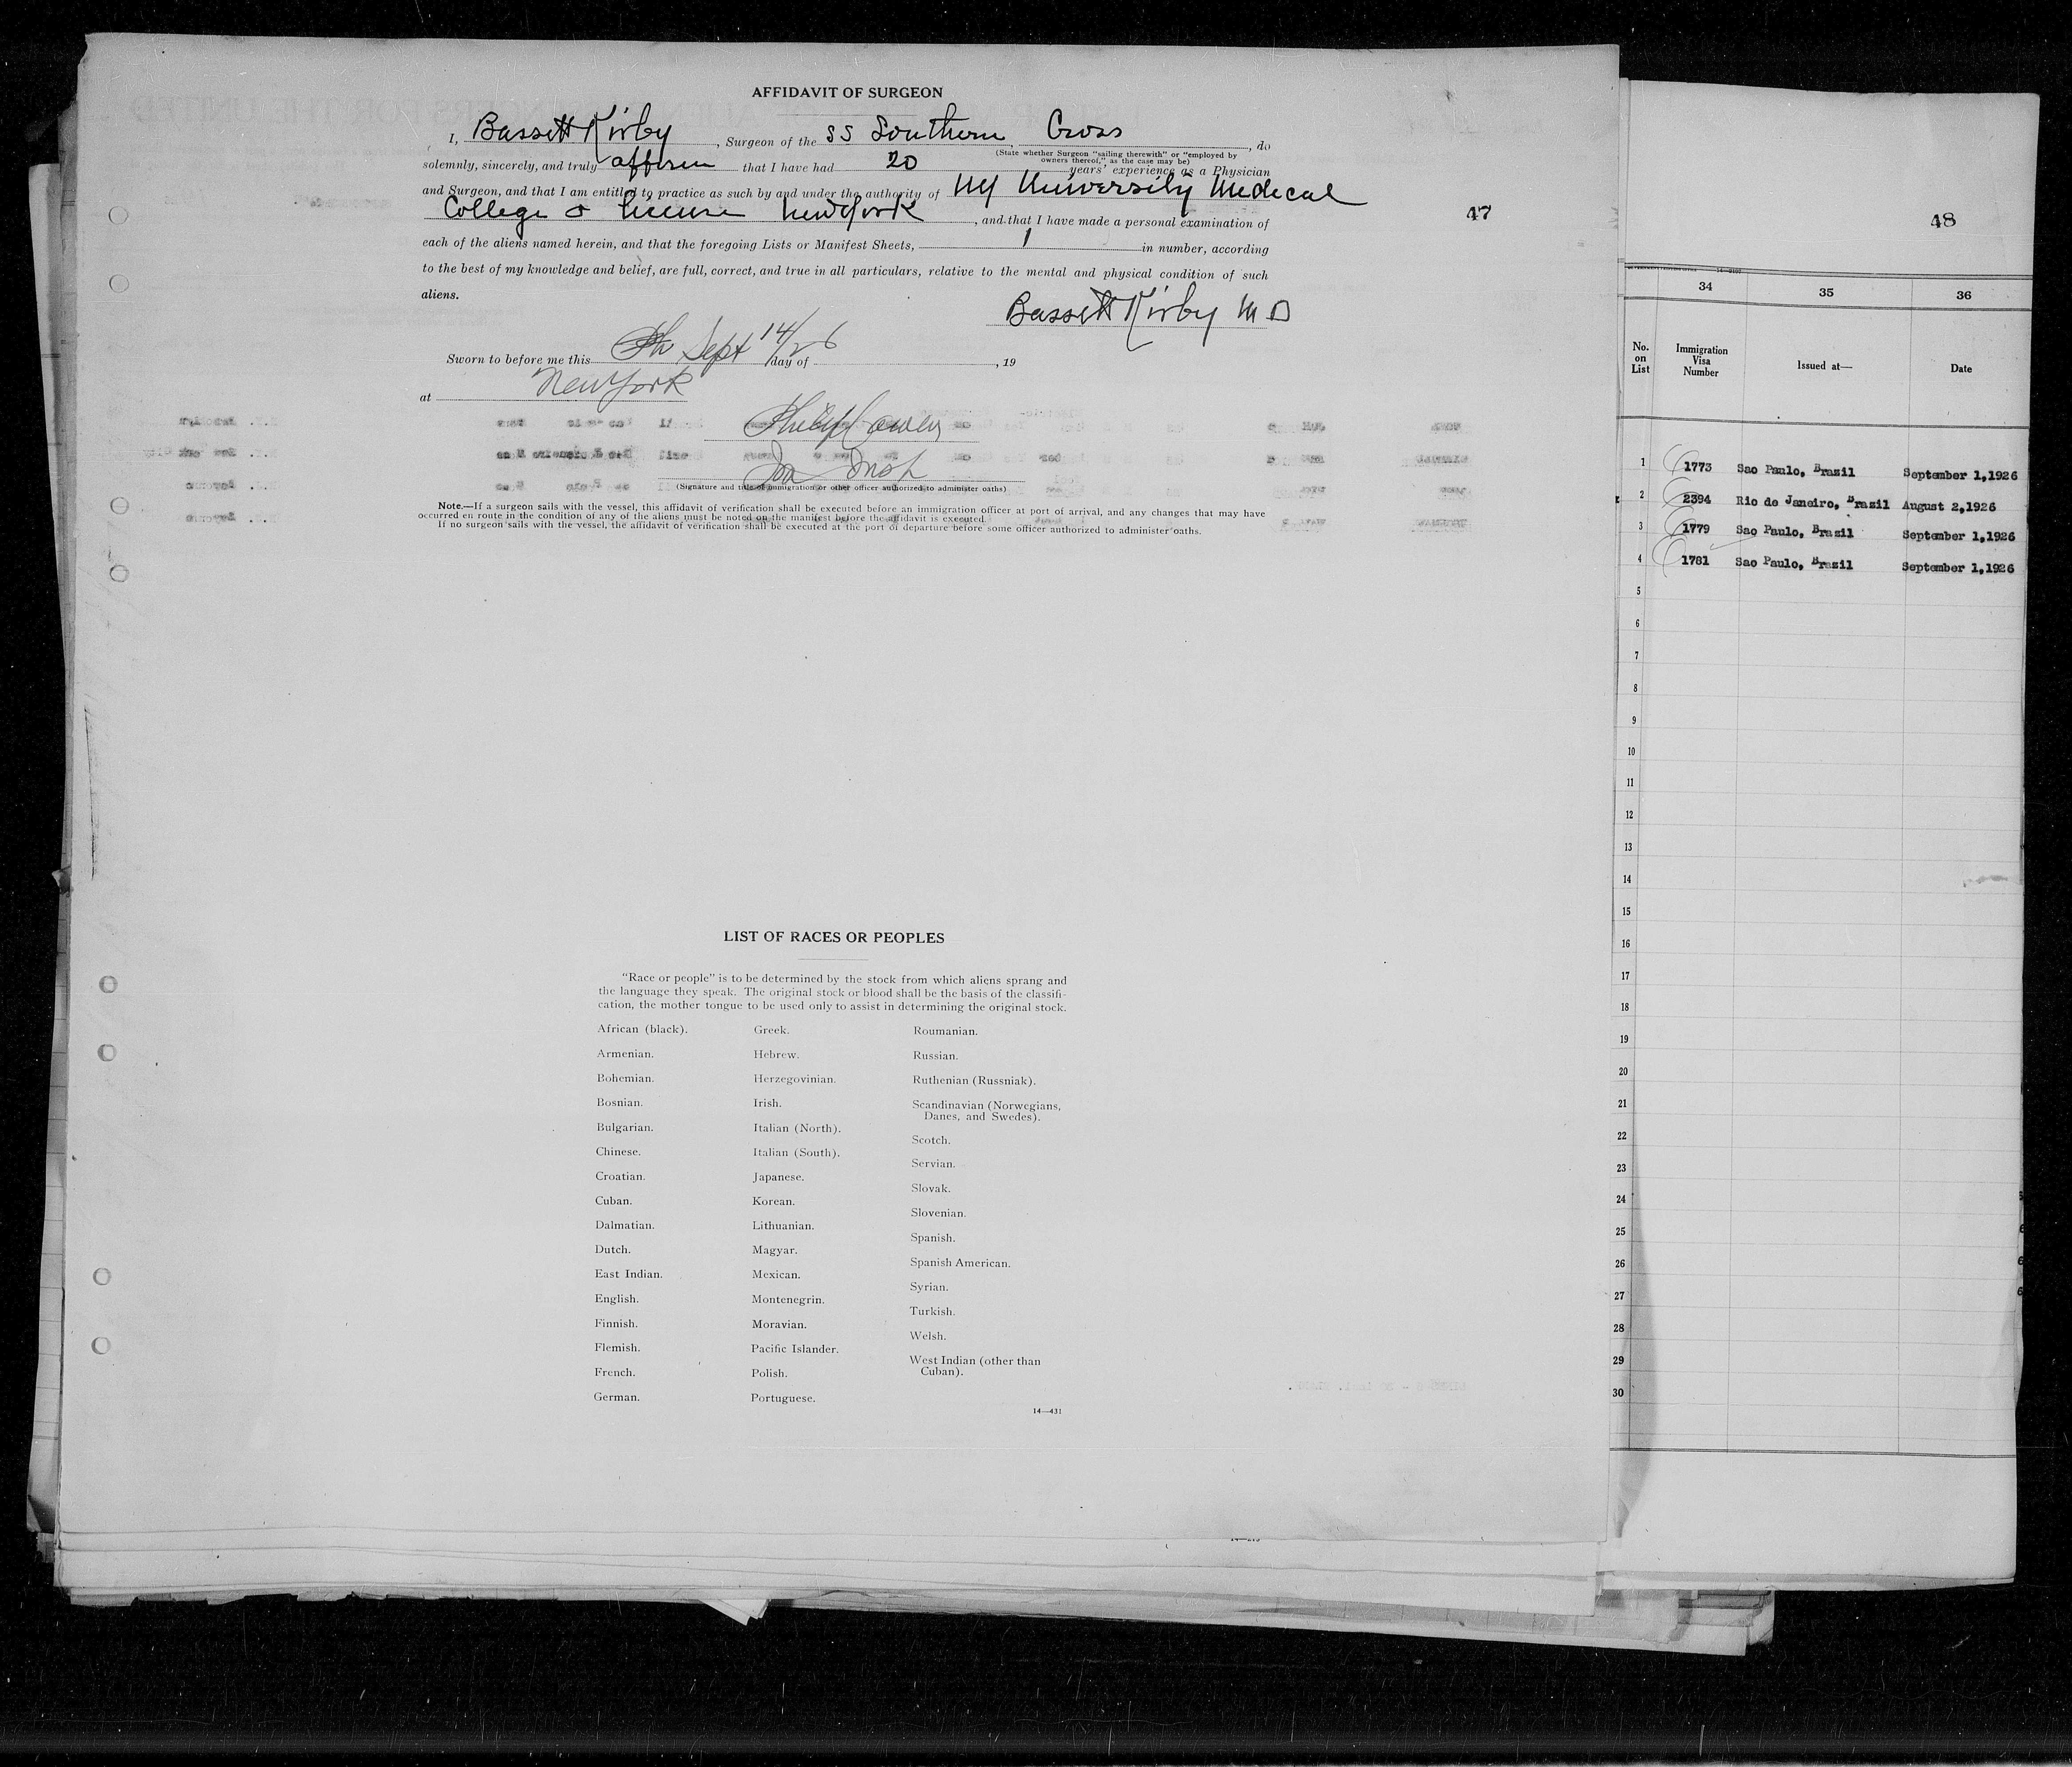 AFFIDAVIT OF SURGEON
I, Bassett Kirby, Surgeon of the SS Southern Cross, do
(State whether Surgeon "sailing therewith" or "employed by
owners thereof," as the case may be)
solemnly, sincerely, and truly affirm that I have had 20 years' experience as a Physician
and Surgeon, and that I am entitled to practice as such by and under the authority of NY University Medical
College & License New York, and that I have made a personal examination of
each of the aliens named herein, and that the foregoing Lists or Manifest Sheets, 1 in number, according
to the best of my knowledge and belief, are full, correct, and true in all particulars, relative to the mental and physical condition of such
aliens.
Bassett Kirby M D
Sworn to before me this Sept 14/26 day of , 19
at New York
Philip Cowen
(Signature and title of immigration or other officer authorized to administer oaths)
Note.—If a surgeon sails with the vessel, this affidavit of verification shall be executed before an immigration officer at port of arrival, and any changes that may have
occurred en route in the condition of any of the aliens must be noted on the manifest before the affidavit is executed.
If no surgeon sails with the vessel, the affidavit of verification shall be executed at the port of departure before some officer authorized to administer oaths.
47
LIST OF RACES OR PEOPLES
"Race or people" is to be determined by the stock from which aliens sprang and
the language they speak. The original stock or blood shall be the basis of the classifi-
cation, the mother tongue to be used only to assist in determining the original stock.
African (black).
Armenian.
Bohemian.
Bosnian.
Bulgarian.
Chinese.
Croatian.
Cuban.
Dalmatian.
Dutch.
East Indian.
English.
Finnish.
Flemish.
French.
German.
Greek.
Hebrew.
Herzegovinian.
Irish.
Italian (North).
Italian (South).
Japanese.
Korean.
Lithuanian.
Magyar.
Mexican.
Montenegrin.
Moravian.
Pacific Islander.
Polish.
Portuguese.
Roumanian.
Russian.
Ruthenian (Russniak).
Scandinavian (Norwegians,
Danes, and Swedes).
Scotch.
Servian.
Slovak.
Slovenian.
Spanish.
Spanish American.
Syrian.
Turkish.
Welsh.
West Indian (other than
Cuban).
14—431
48
34 35 36
No. on List Immigration Visa Number Issued at— Date
1 1773 Sao Paulo, Brazil September 1,1926
2 2394 Rio de Janeiro, Brazil August 2,1926
3 1779 Sao Paulo, Brazil September 1,1926
4 1781 Sao Paulo, Brazil September 1,1926
5
6
7
8
9
10
11
12
13
14
15
16
17
18
19
20
21
22
23
24
25
26
27
28
29
30